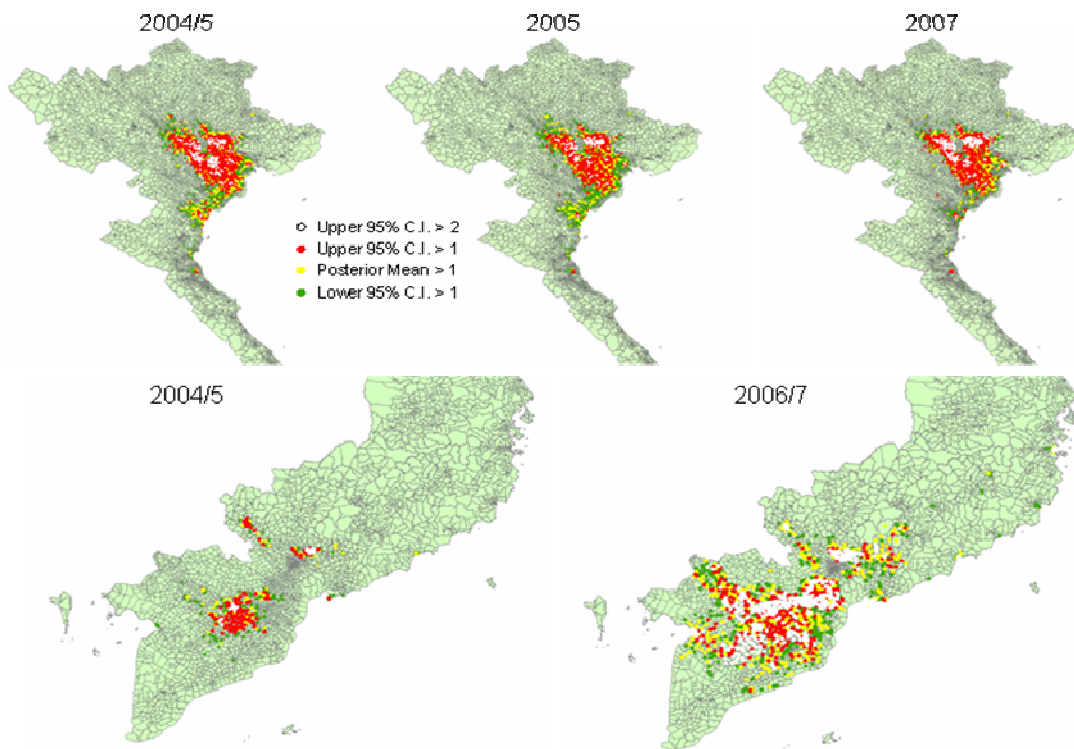 2004/5
2005
2007
Upper 95% C.I. > 2
Upper 95% C.I. > 1
Posterior Mean > 1
Lower 95% C.I. > 1
2004/5
2006/7